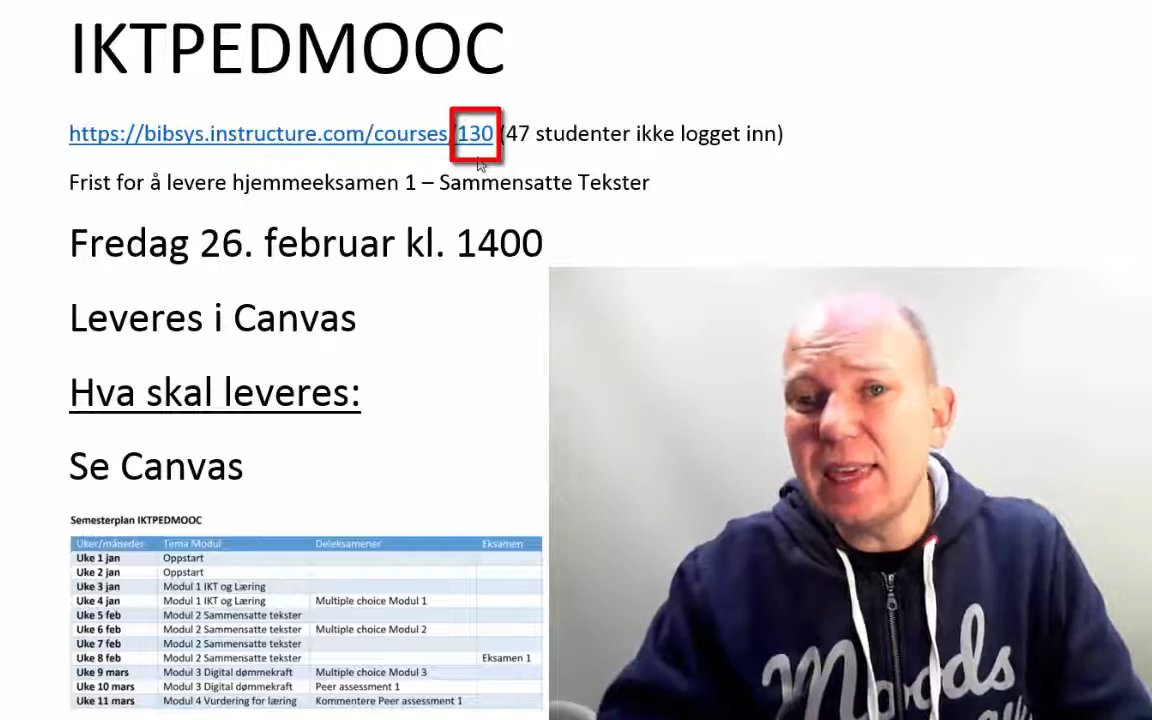 IKTPEDMOOC
https://bibsys.instructure.com/courses/130 (47 studenter ikke logget inn)
Frist for å levere hjemmeeksamen 1 – Sammensatte Tekster
Fredag 26. februar kl. 1400
Leveres i Canvas
Hva skal leveres:
Se Canvas
Semesterplan IKTPEDMOOC
Uker/måneder Tema Modul Deleksamener Eksamen
Uke 1 jan Oppstart
Uke 2 jan Oppstart
Uke 3 jan Modul 1 IKT og Læring
Uke 4 jan Modul 1 IKT og Læring Multiple choice Modul 1
Uke 5 feb Modul 2 Sammensatte tekster
Uke 6 feb Modul 2 Sammensatte tekster Multiple choice Modul 2
Uke 7 feb Modul 2 Sammensatte tekster
Uke 8 feb Modul 2 Sammensatte tekster Eksamen 1
Uke 9 mars Modul 3 Digital dømmekraft Multiple choice Modul 3
Uke 10 mars Modul 3 Digital dømmekraft Peer assessment 1
Uke 11 mars Modul 4 Vurdering for læring Kommentere Peer assessment 1